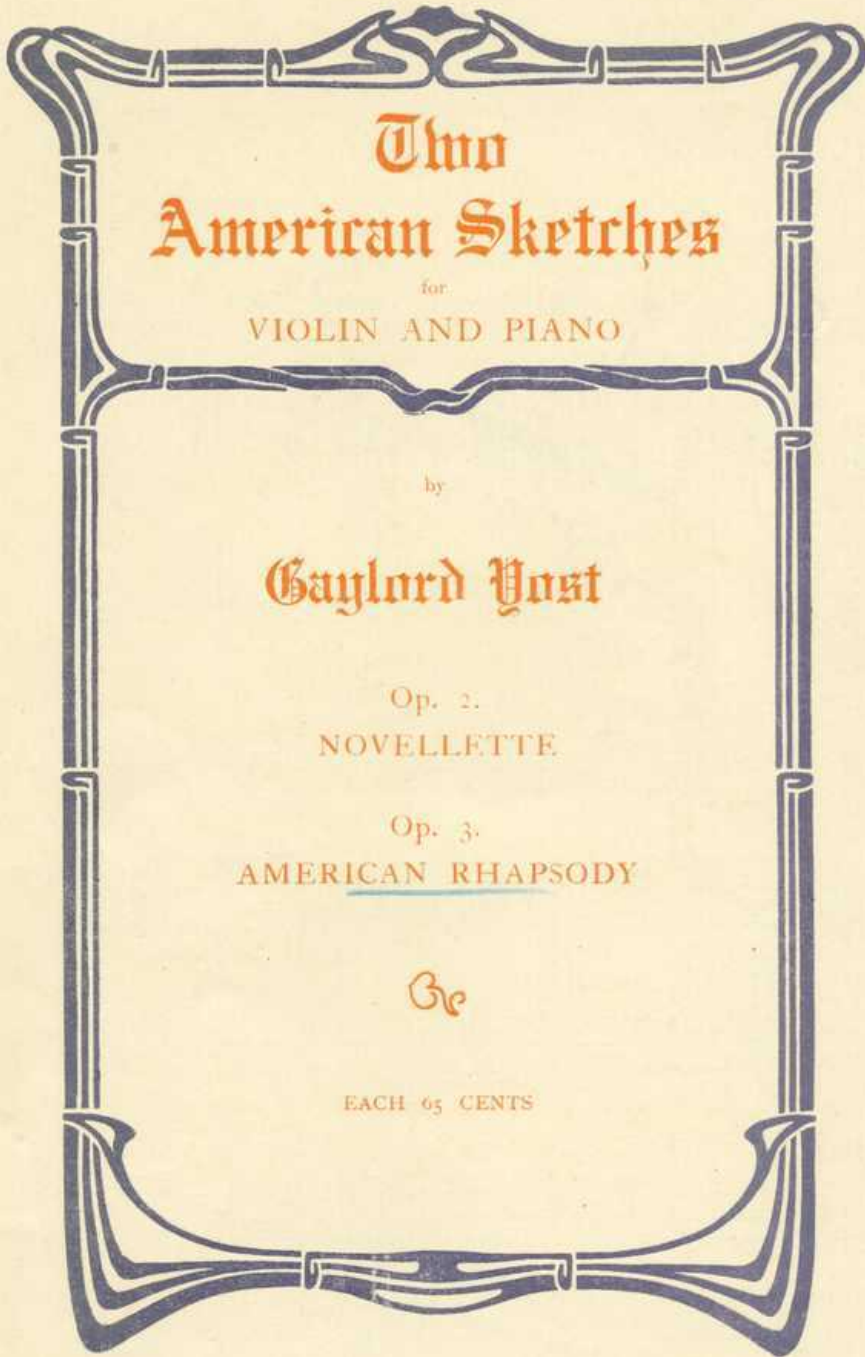 Two
American Sketches
for
VIOLIN AND PIANO
by
Gaylord Yost
Op. 2.
NOVELLETTE
Op. 3.
AMERICAN RHAPSODY
EACH 65 CENTS